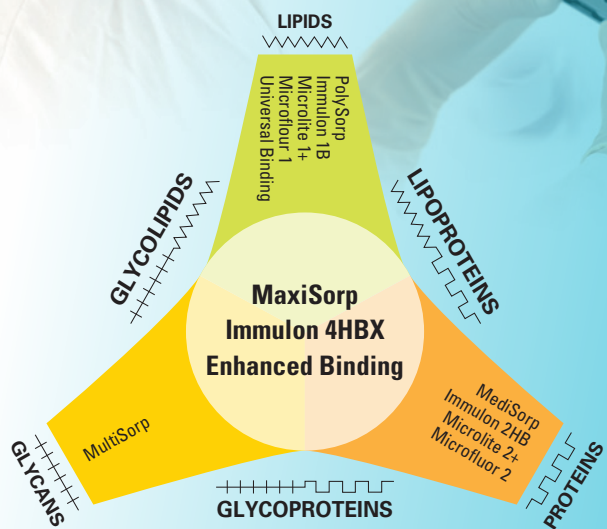 LIPIDS
PolySorp
Immulon 1B
Microlite 1+
Microflour 1
Universal Binding
GLYCOLIPIDS
LIPOPROTEINS
MaxiSorp
Immulon 4HBX
Enhanced Binding
MultiSorp
MediSorp
Immulon 2HB
Microlite 2+
Microfluor 2
GLYCANS
GLYCOPROTEINS
PROTEINS